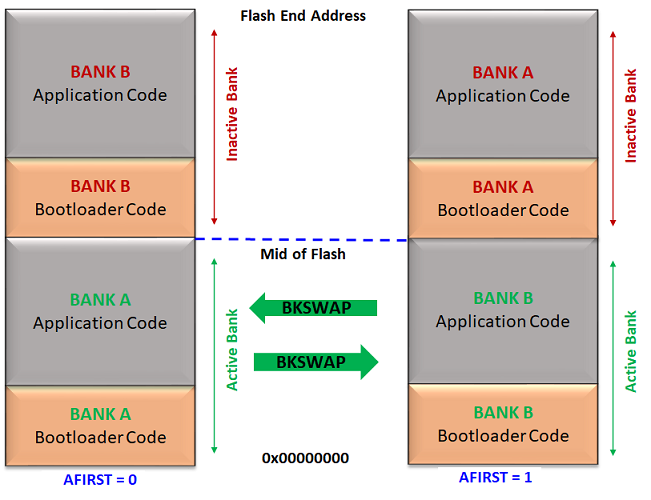 Flash End Address
BANK B
Application Code
Inactive Bank
BANK B
Bootloader Code
BANK A
Application Code
Active Bank
BANK A
Bootloader Code
AFIRST = 0
Mid of Flash
BKSWAP
BKSWAP
0x00000000
BANK A
Application Code
Inactive Bank
BANK A
Bootloader Code
BANK B
Application Code
Active Bank
BANK B
Bootloader Code
AFIRST = 1